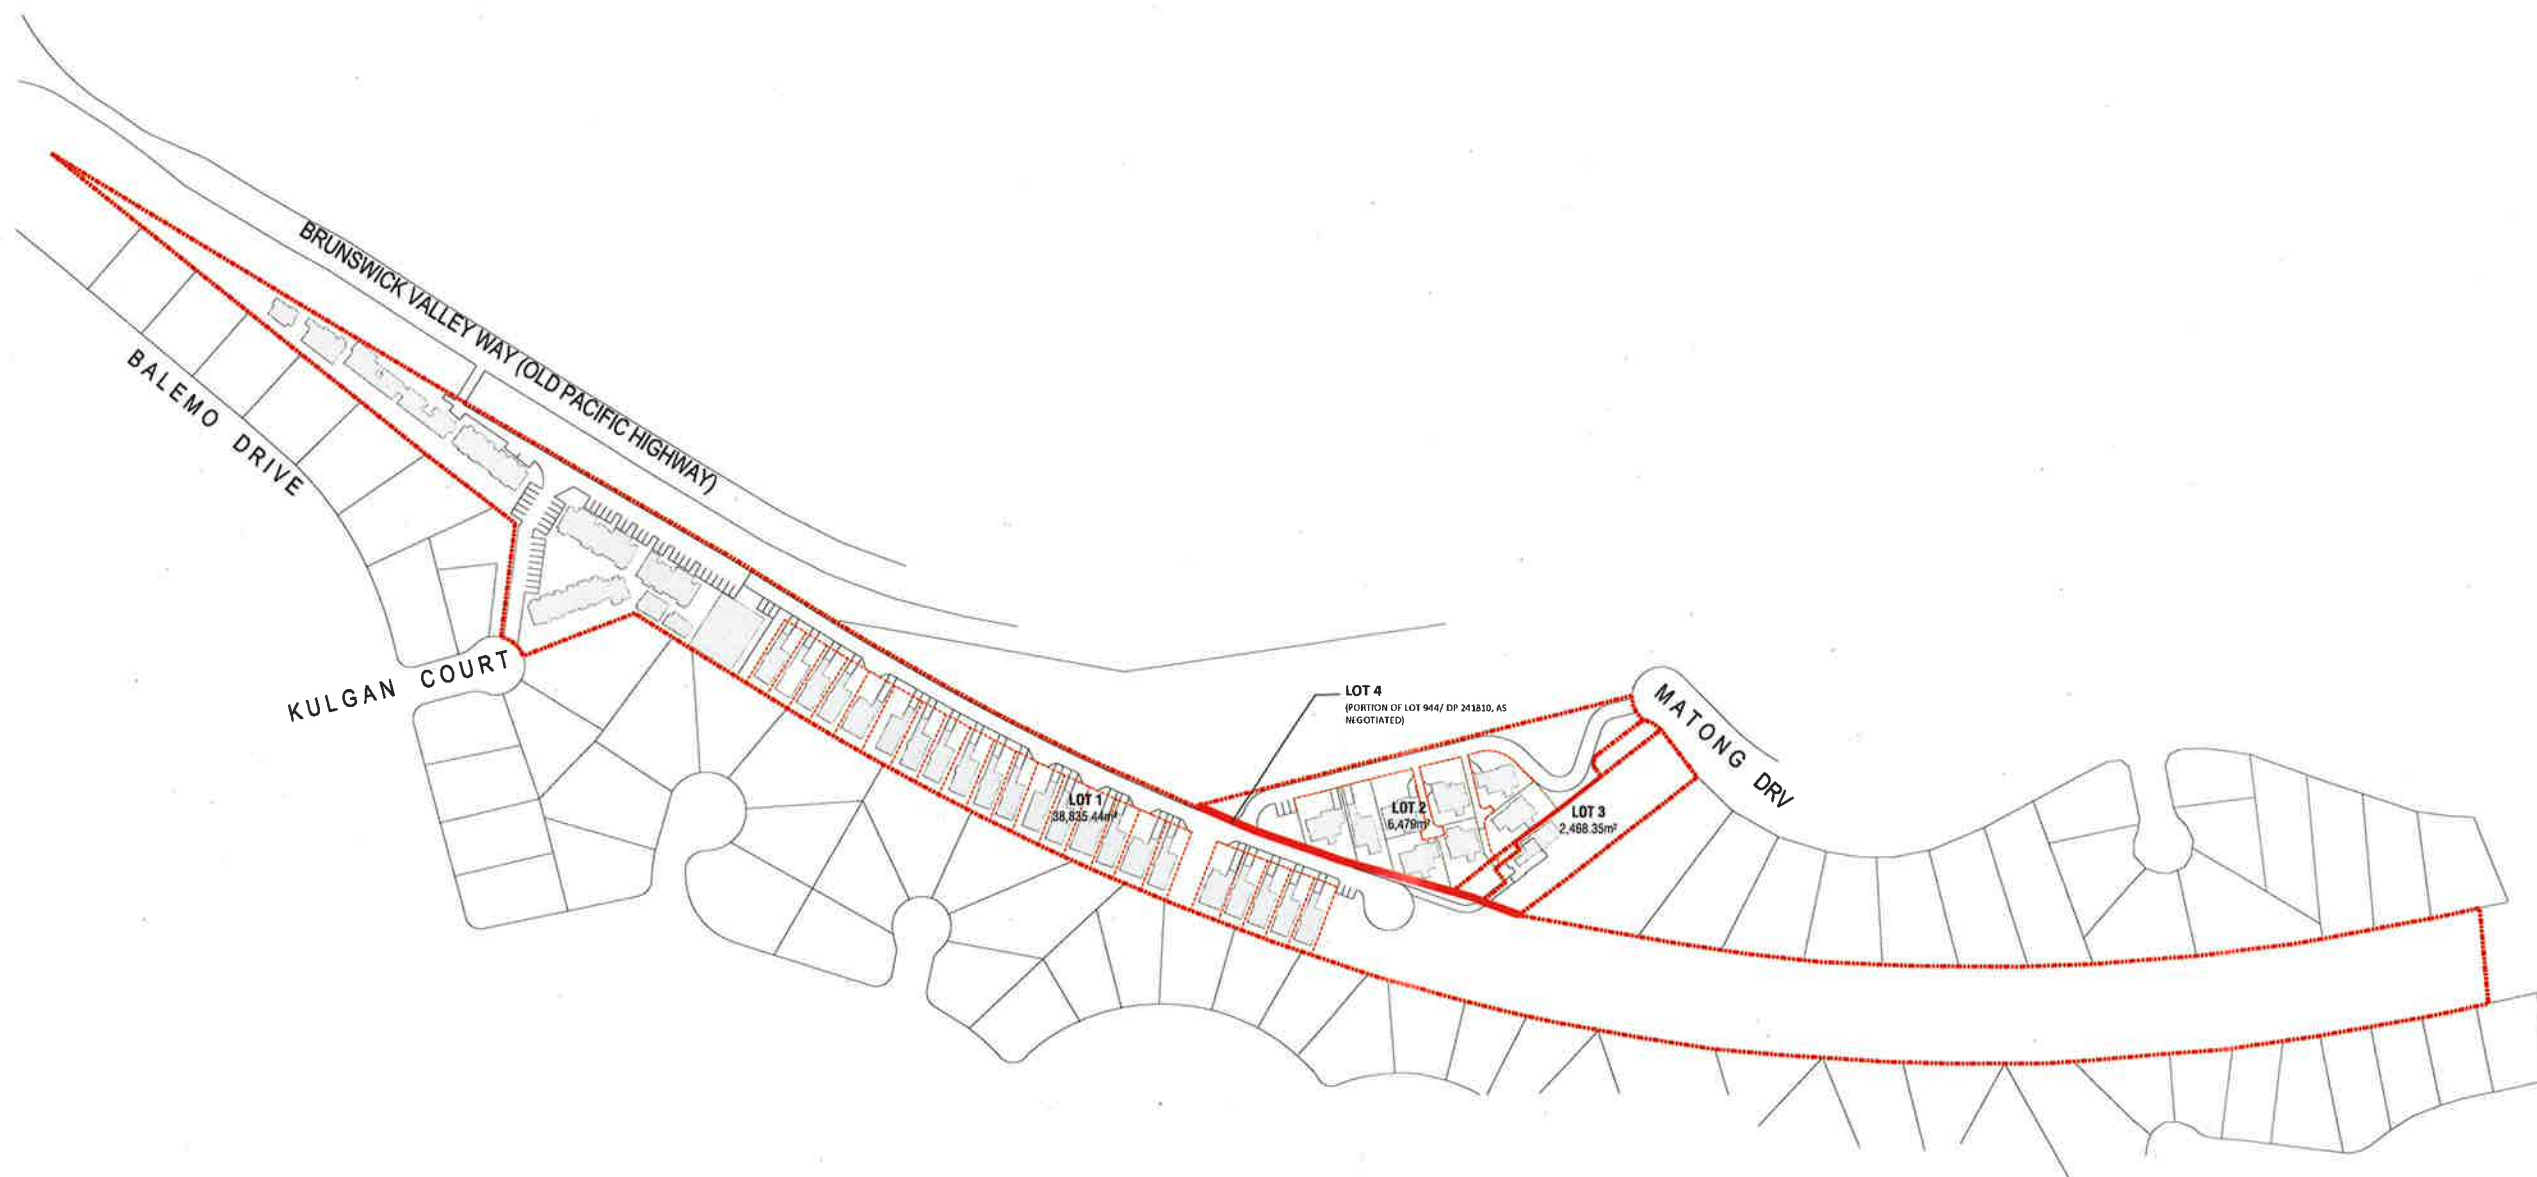 BRUNSWICK VALLEY WAY (OLD PACIFIC HIGHWAY)
BALEMO DRIVE
KULGAN COURT
LOT 4
(PORTION OF LOT 944/ DP 241810, AS
NEGOTIATED)
MATONG DRV
LOT 1
38,835.44m²
LOT 2
6,479m²
LOT 3
2,468.35m²